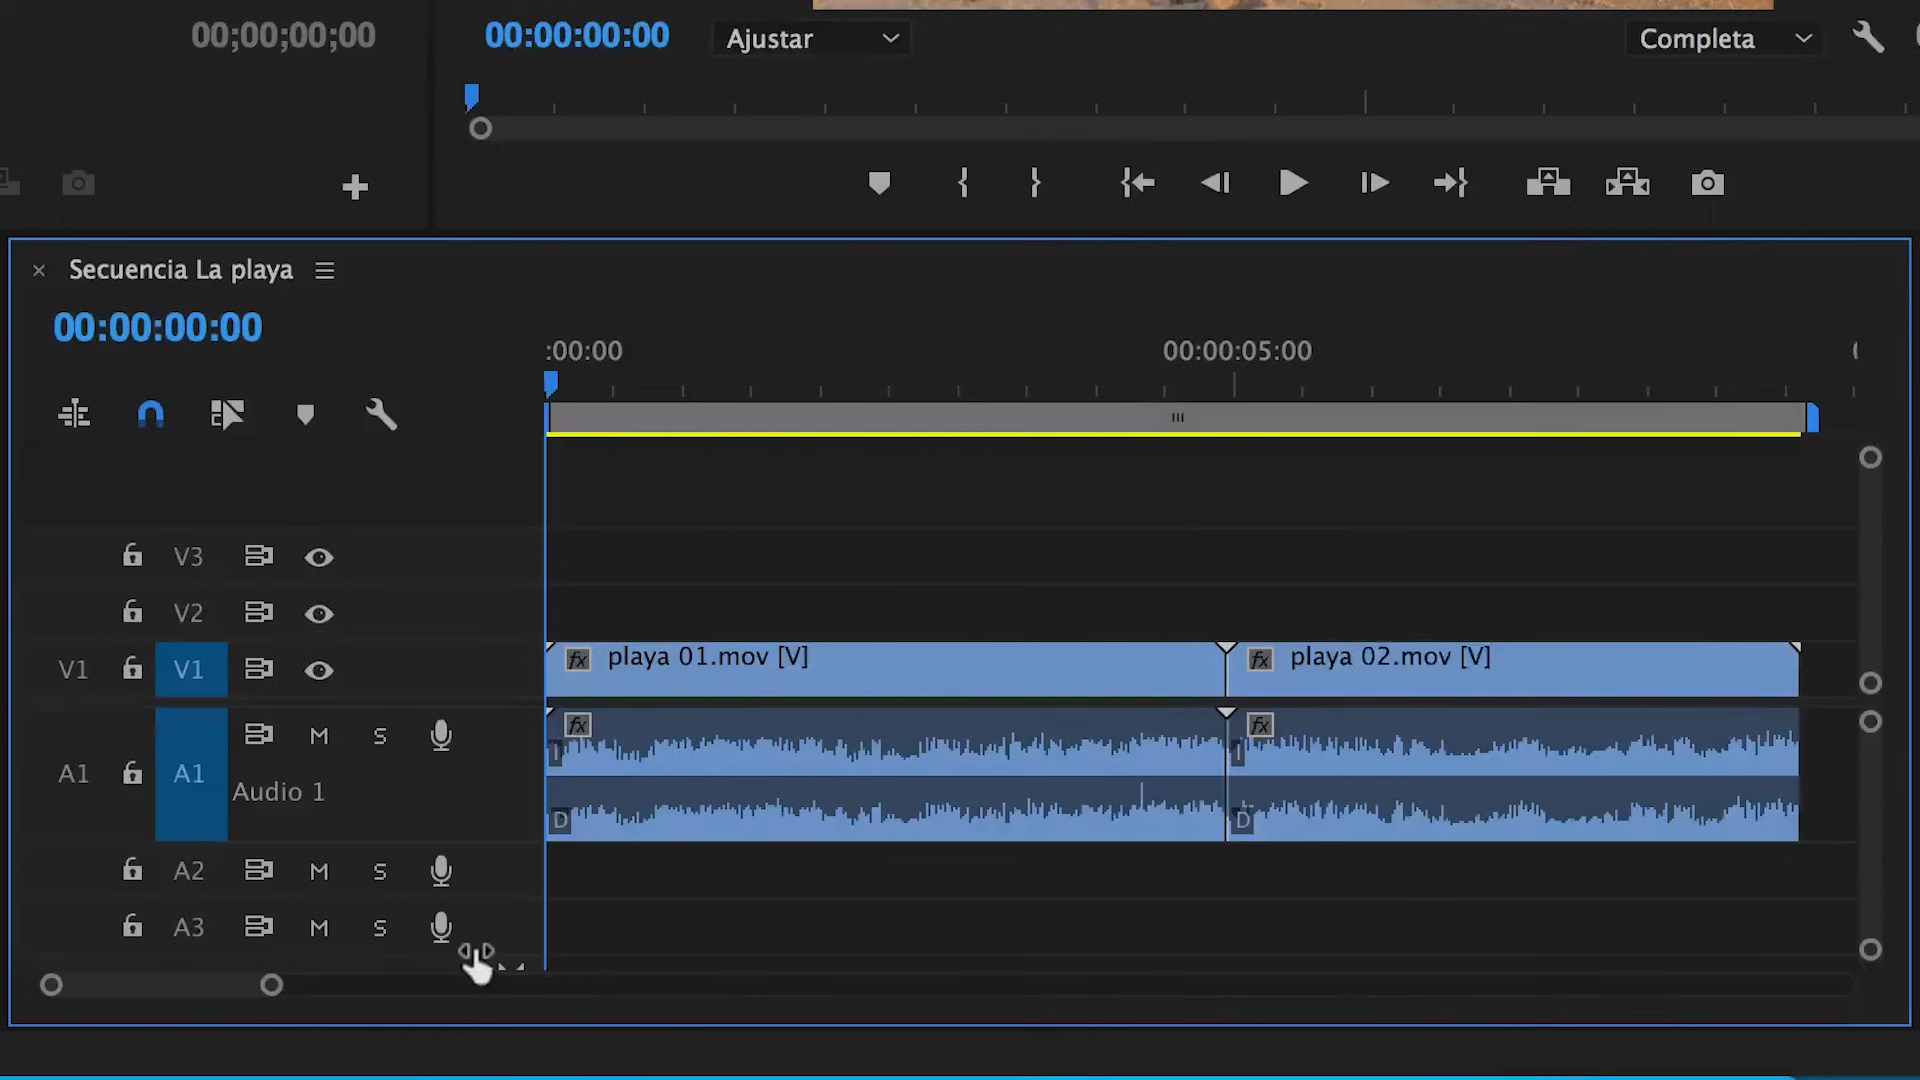 00;00;00;00
00:00:00:00
Ajustar
Completa
Secuencia La playa
00:00:00:00
:00:00
00:00:05:00
V3
V2
V1 V1
fx playa 01.mov [V]
fx playa 02.mov [V]
M S
fx
fx
A1 A1
I
I
Audio 1
D
D
A2 M S
A3 M S